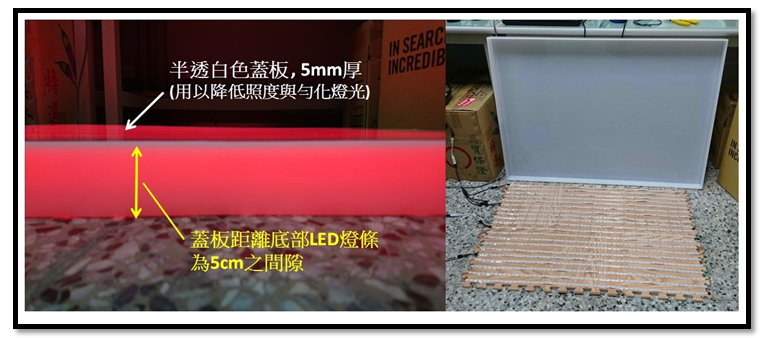 半透白色蓋板, 5mm厚
(用以降低照度與勻化燈光)
IN SEARC
INCREDIB
蓋板距離底部LED燈條
為5cm之間隙